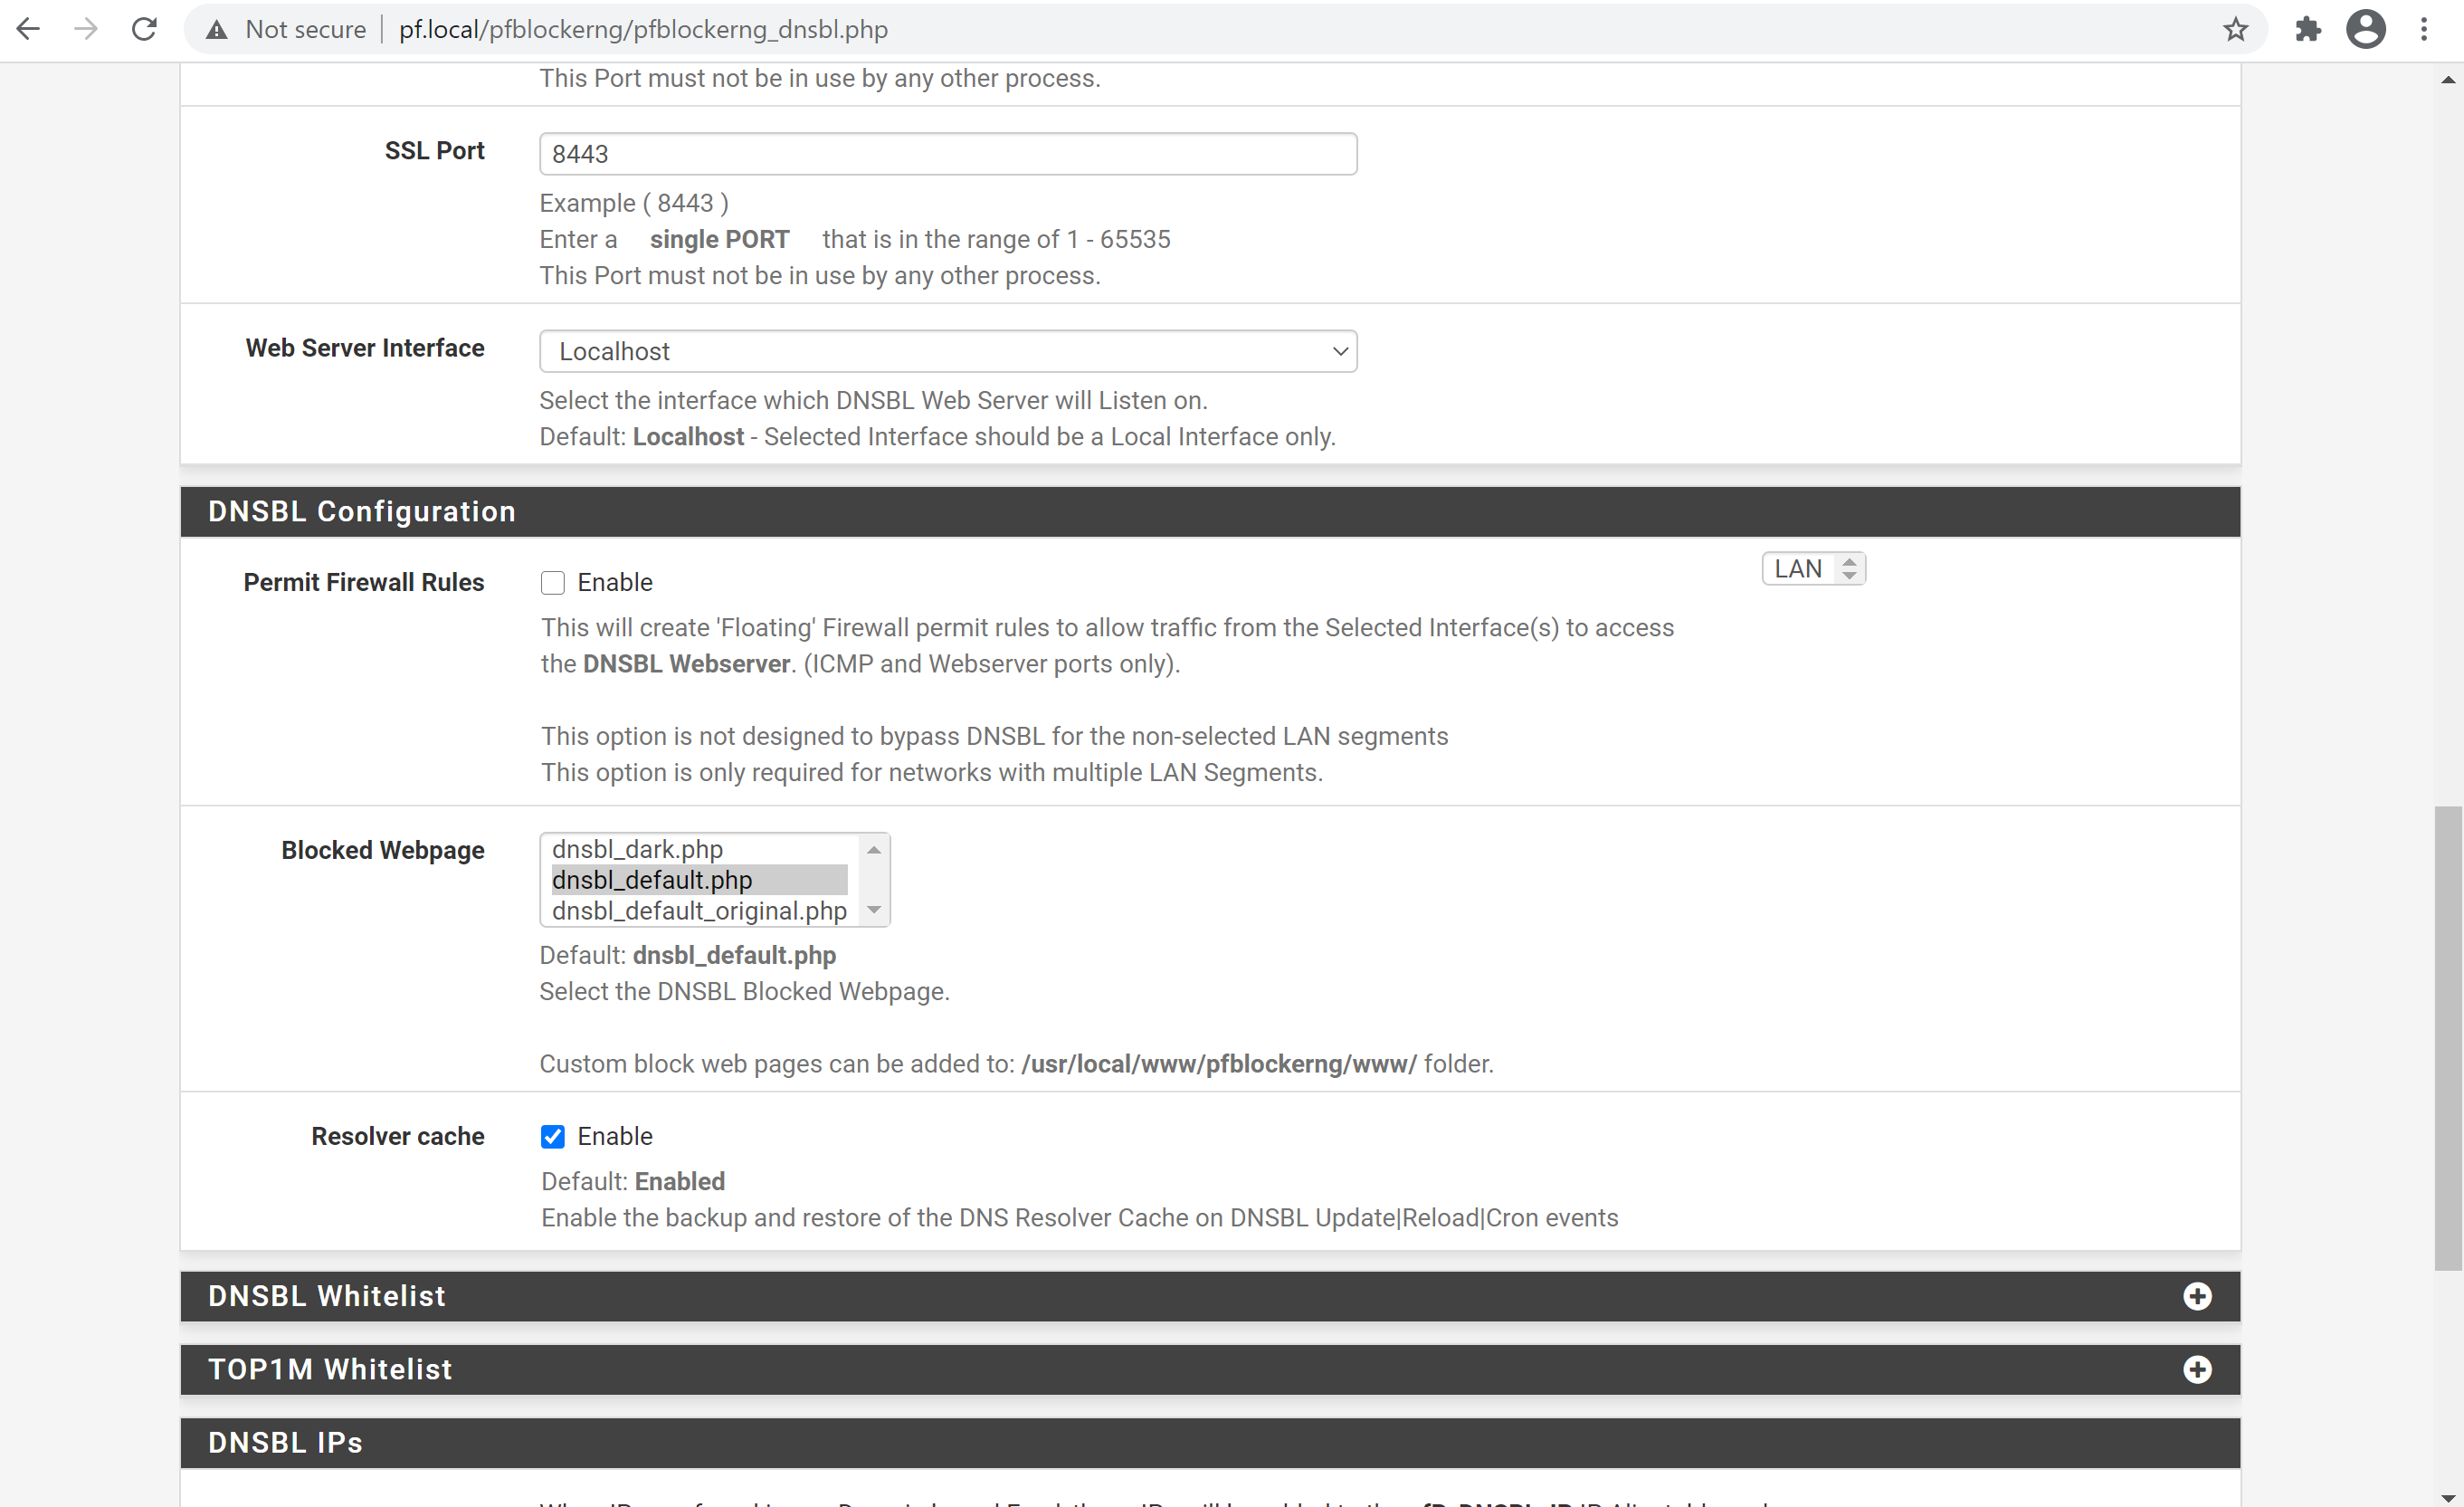 Not secure | pf.local/pfblockerng/pfblockerng_dnsbl.php
This Port must not be in use by any other process.
SSL Port
8443
Example ( 8443 )
Enter a single PORT that is in the range of 1 - 65535
This Port must not be in use by any other process.
Web Server Interface
Localhost
Select the interface which DNSBL Web Server will Listen on.
Default: Localhost - Selected Interface should be a Local Interface only.
DNSBL Configuration
Permit Firewall Rules
Enable
LAN
This will create 'Floating' Firewall permit rules to allow traffic from the Selected Interface(s) to access
the DNSBL Webserver. (ICMP and Webserver ports only).
This option is not designed to bypass DNSBL for the non-selected LAN segments
This option is only required for networks with multiple LAN Segments.
Blocked Webpage
dnsbl_dark.php
dnsbl_default.php
dnsbl_default_original.php
Default: dnsbl_default.php
Select the DNSBL Blocked Webpage.
Custom block web pages can be added to: /usr/local/www/pfblockerng/www/ folder.
Resolver cache
Enable
Default: Enabled
Enable the backup and restore of the DNS Resolver Cache on DNSBL Update|Reload|Cron events
DNSBL Whitelist
TOP1M Whitelist
DNSBL IPs